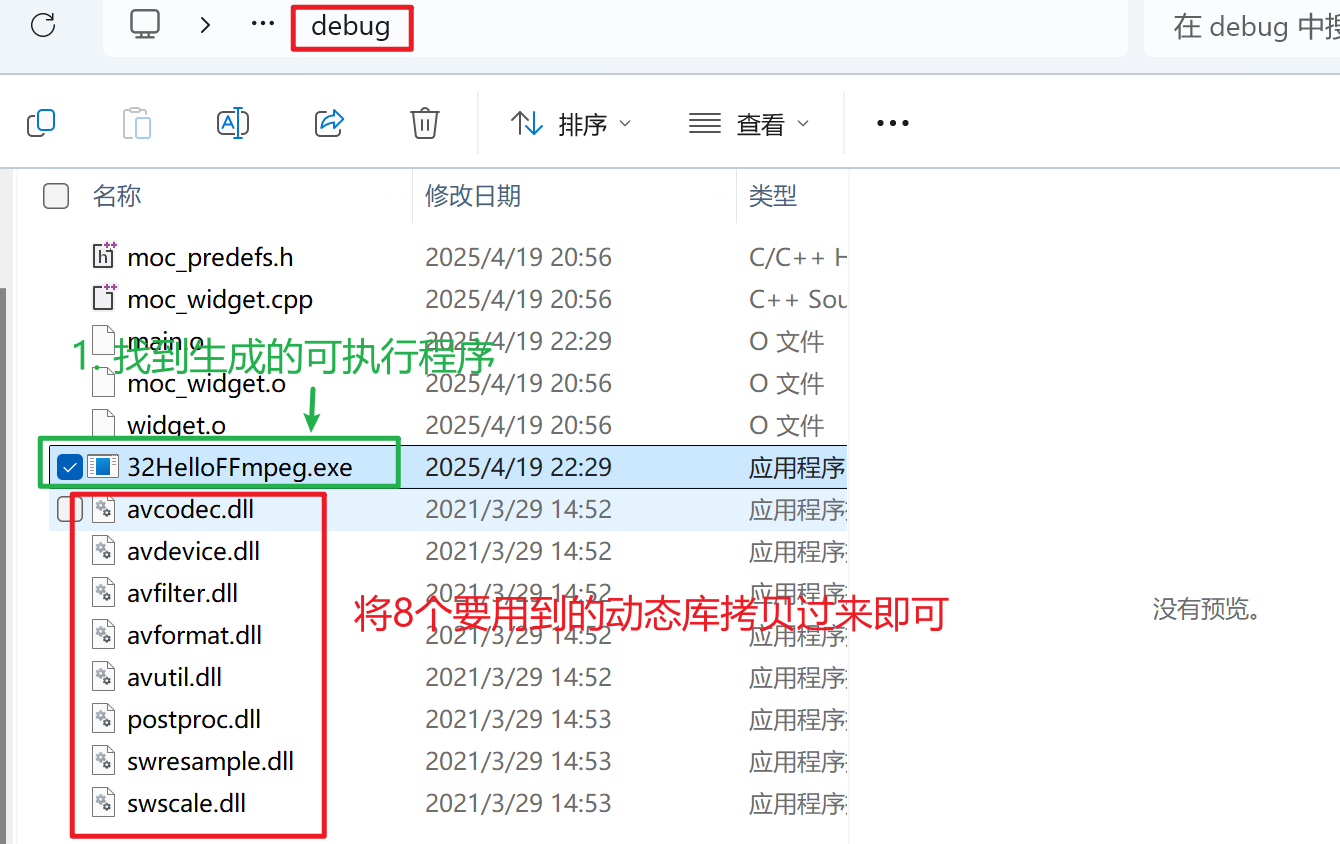 debug
在 debug 中搜
排序
查看
名称 修改日期 类型
moc_predefs.h 2025/4/19 20:56 C/C++ H
moc_widget.cpp 2025/4/19 20:56 C++ Sou
main.o 2025/4/19 22:29 O 文件
1. 找到生成的可执行程序
moc_widget.o 2025/4/19 20:56 O 文件
widget.o 2025/4/19 20:56 O 文件
32HelloFFmpeg.exe 2025/4/19 22:29 应用程序
avcodec.dll 2021/3/29 14:52 应用程序
avdevice.dll 2021/3/29 14:52 应用程序
avfilter.dll 2021/3/29 14:52 应用程序
将8个要用到的动态库拷贝过来即可
没有预览。
avformat.dll 2021/3/29 14:52 应用程序
avutil.dll 2021/3/29 14:52 应用程序
postproc.dll 2021/3/29 14:53 应用程序
swresample.dll 2021/3/29 14:53 应用程序
swscale.dll 2021/3/29 14:53 应用程序